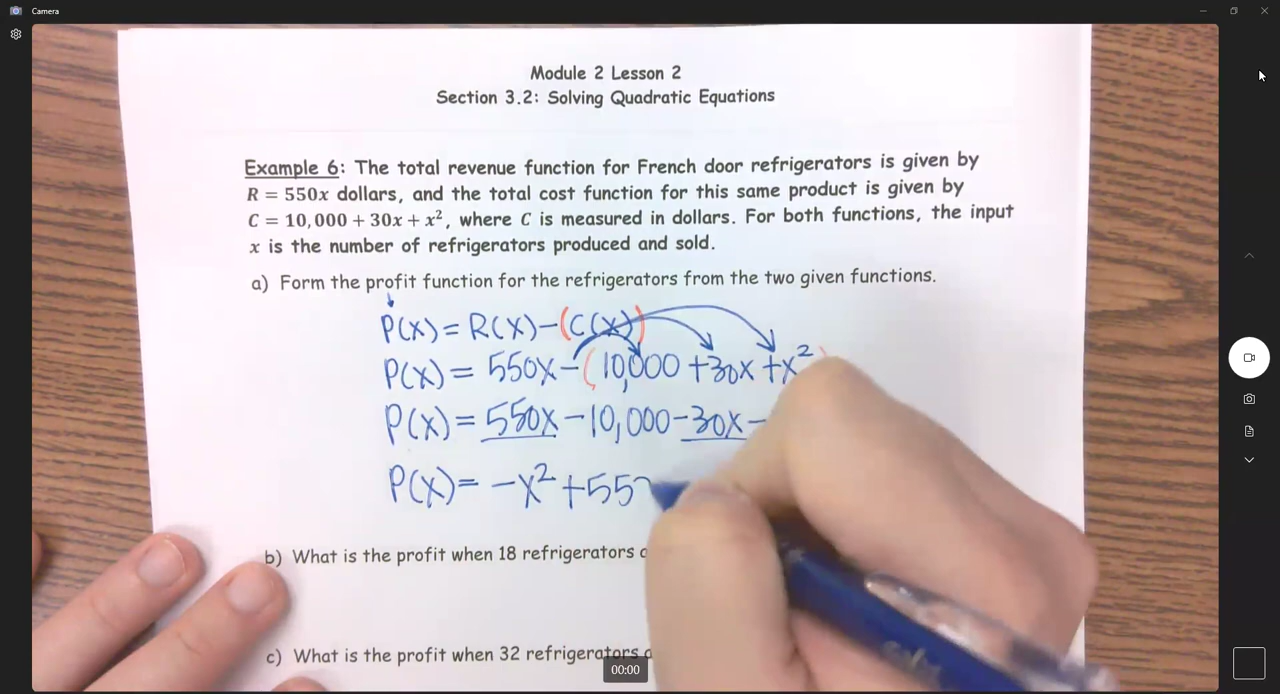 Camera
Module 2 Lesson 2
Section 3.2: Solving Quadratic Equations
Example 6: The total revenue function for French door refrigerators is given by
R = 550x dollars, and the total cost function for this same product is given by
C = 10,000 + 30x + x², where C is measured in dollars. For both functions, the input
x is the number of refrigerators produced and sold.
a) Form the profit function for the refrigerators from the two given functions.
P(x) = R(x) - (C(x))
P(x) = 550x - (10,000 + 30x + x²)
P(x) = 550x - 10,000 - 30x -
P(x) = -x² + 55
b) What is the profit when 18 refrigerators
c) What is the profit when 32 refrigerators
00:00